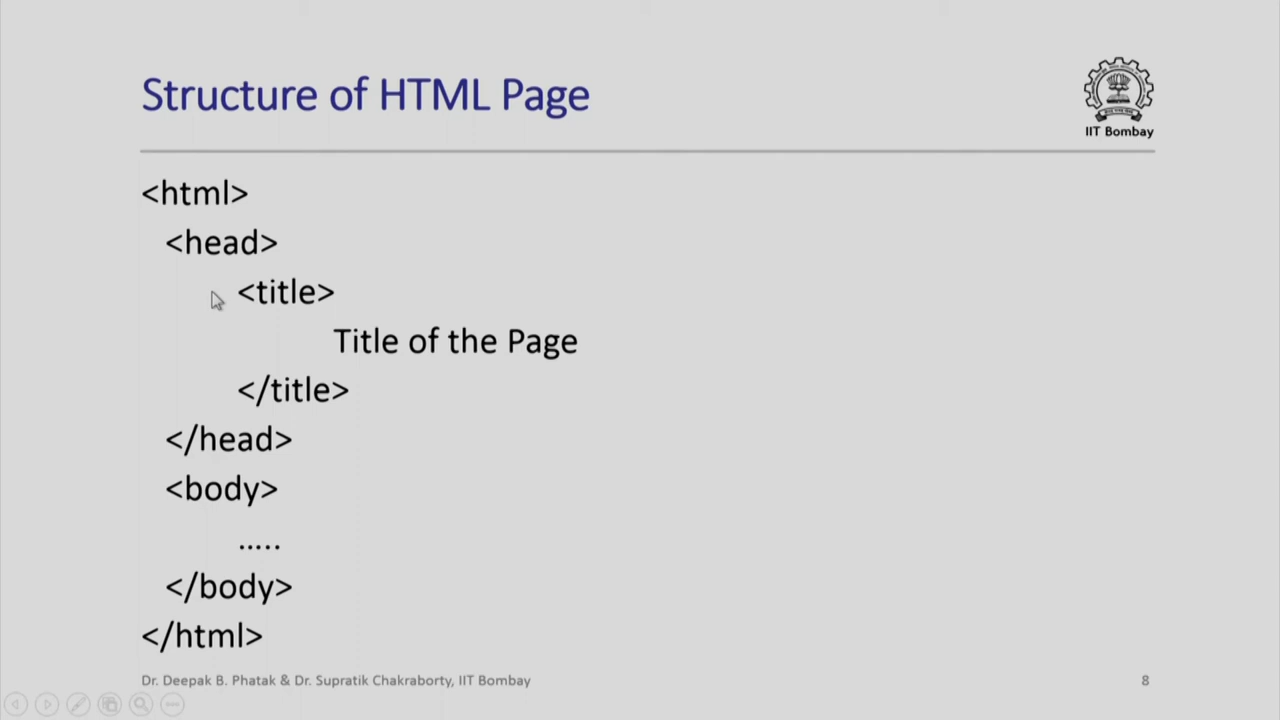 Structure of HTML Page
IIT Bombay
<html>
<head>
<title>
Title of the Page
</title>
</head>
<body>
.....
</body>
</html>
Dr. Deepak B. Phatak & Dr. Supratik Chakraborty, IIT Bombay
8